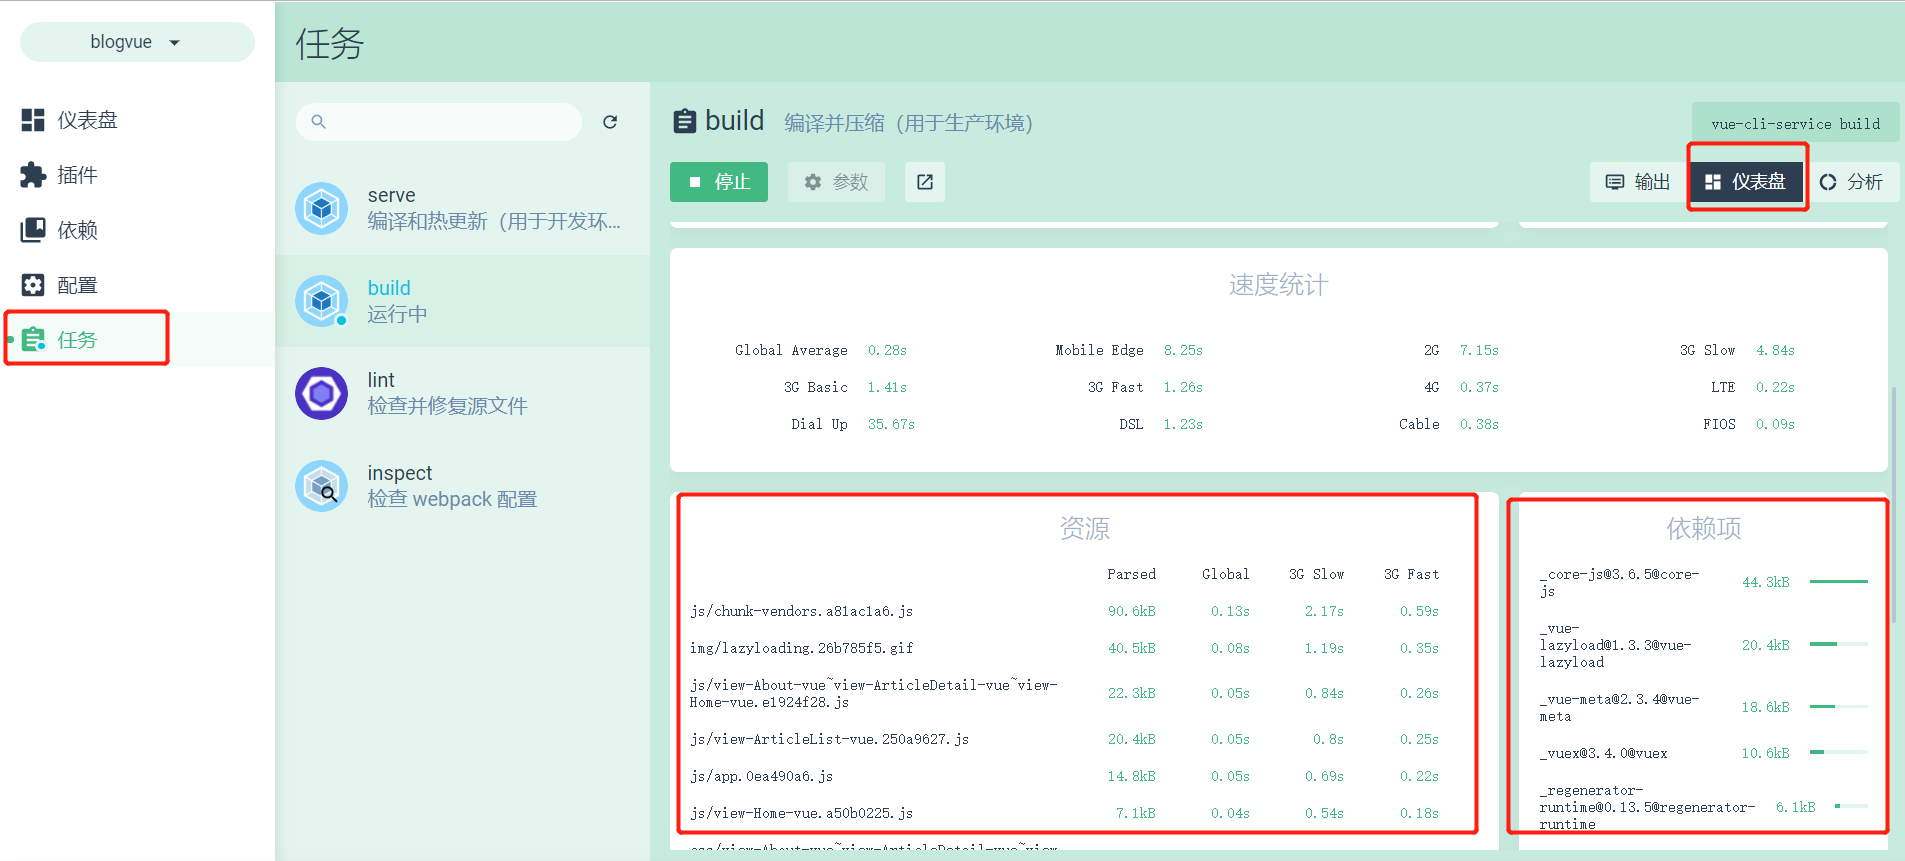 blogvue
仪表盘
插件
依赖
配置
任务
任务
serve
编译和热更新（用于开发环...
build
运行中
lint
检查并修复源文件
inspect
检查 webpack 配置
build 编译并压缩（用于生产环境）
vue-cli-service build
停止 参数 输出 仪表盘 分析
速度统计
Global Average 0.28s Mobile Edge 8.25s 2G 7.15s 3G Slow 4.84s
3G Basic 1.41s 3G Fast 1.26s 4G 0.37s LTE 0.22s
Dial Up 35.67s DSL 1.23s Cable 0.38s FIOS 0.09s
资源
Parsed Global 3G Slow 3G Fast
js/chunk-vendors.a81ac1a6.js 90.6kB 0.13s 2.17s 0.59s
img/lazyloading.26b785f5.gif 40.5kB 0.08s 1.19s 0.35s
js/view-About-vue~view-ArticleDetail-vue~view-
Home-vue.e1924f28.js 22.3kB 0.05s 0.84s 0.26s
js/view-ArticleList-vue.250a9627.js 20.4kB 0.05s 0.8s 0.25s
js/app.0ea490a6.js 14.8kB 0.05s 0.69s 0.22s
js/view-Home-vue.a50b0225.js 7.1kB 0.04s 0.54s 0.18s
css/view-About-vue~view-ArticleDetail-vue~view-
依赖项
_core-js@3.6.5@core-
js 44.3kB
_vue-
lazyload@1.3.3@vue- 20.4kB
lazyload
_vue-meta@2.3.4@vue-
meta 18.6kB
_vuex@3.4.0@vuex 10.6kB
_regenerator-
runtime@0.13.5@regenerator- 6.1kB
runtime